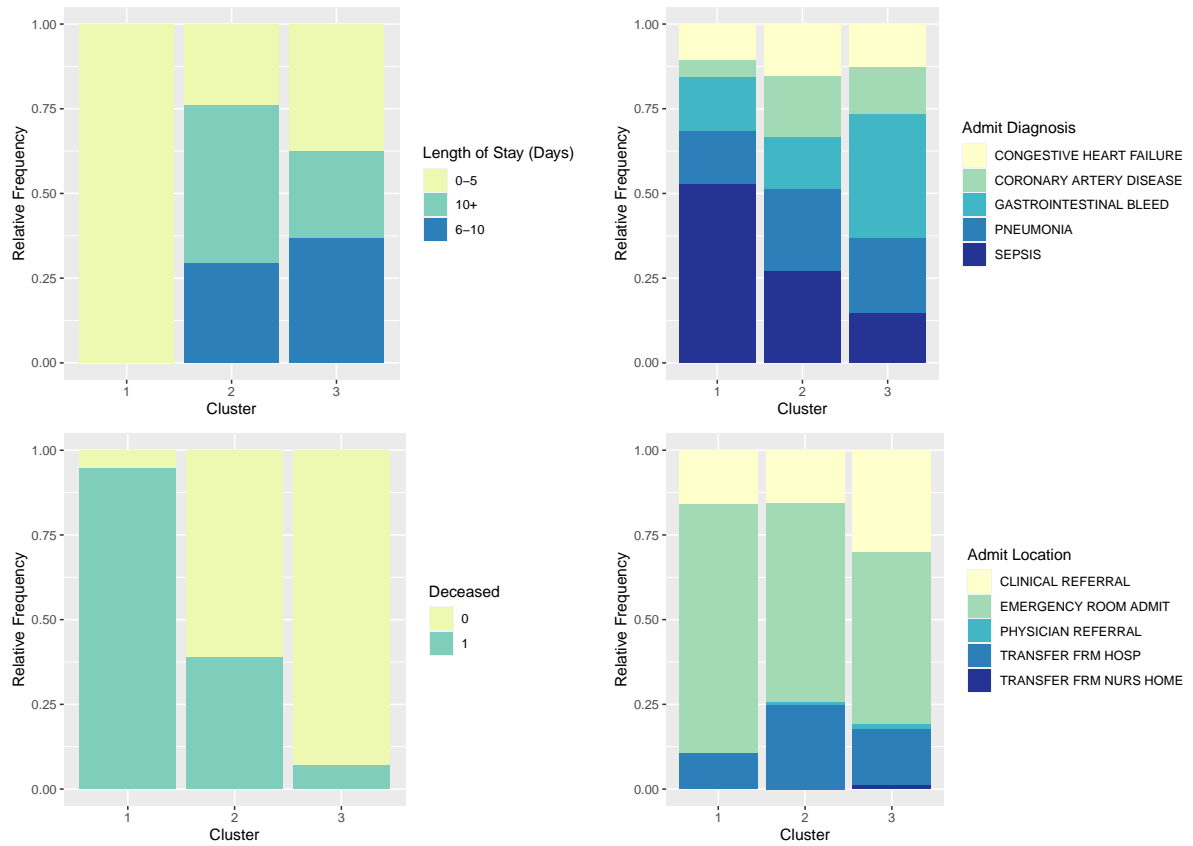 1.00
0.75
0.50
0.25
0.00
Relative Frequency
1 2 3
Cluster
Length of Stay (Days)
0−5
10+
6−10
1.00
0.75
0.50
0.25
0.00
Relative Frequency
1 2 3
Cluster
Admit Diagnosis
CONGESTIVE HEART FAILURE
CORONARY ARTERY DISEASE
GASTROINTESTINAL BLEED
PNEUMONIA
SEPSIS
1.00
0.75
0.50
0.25
0.00
Relative Frequency
1 2 3
Cluster
Deceased
0
1
1.00
0.75
0.50
0.25
0.00
Relative Frequency
1 2 3
Cluster
Admit Location
CLINICAL REFERRAL
EMERGENCY ROOM ADMIT
PHYSICIAN REFERRAL
TRANSFER FRM HOSP
TRANSFER FRM NURS HOME